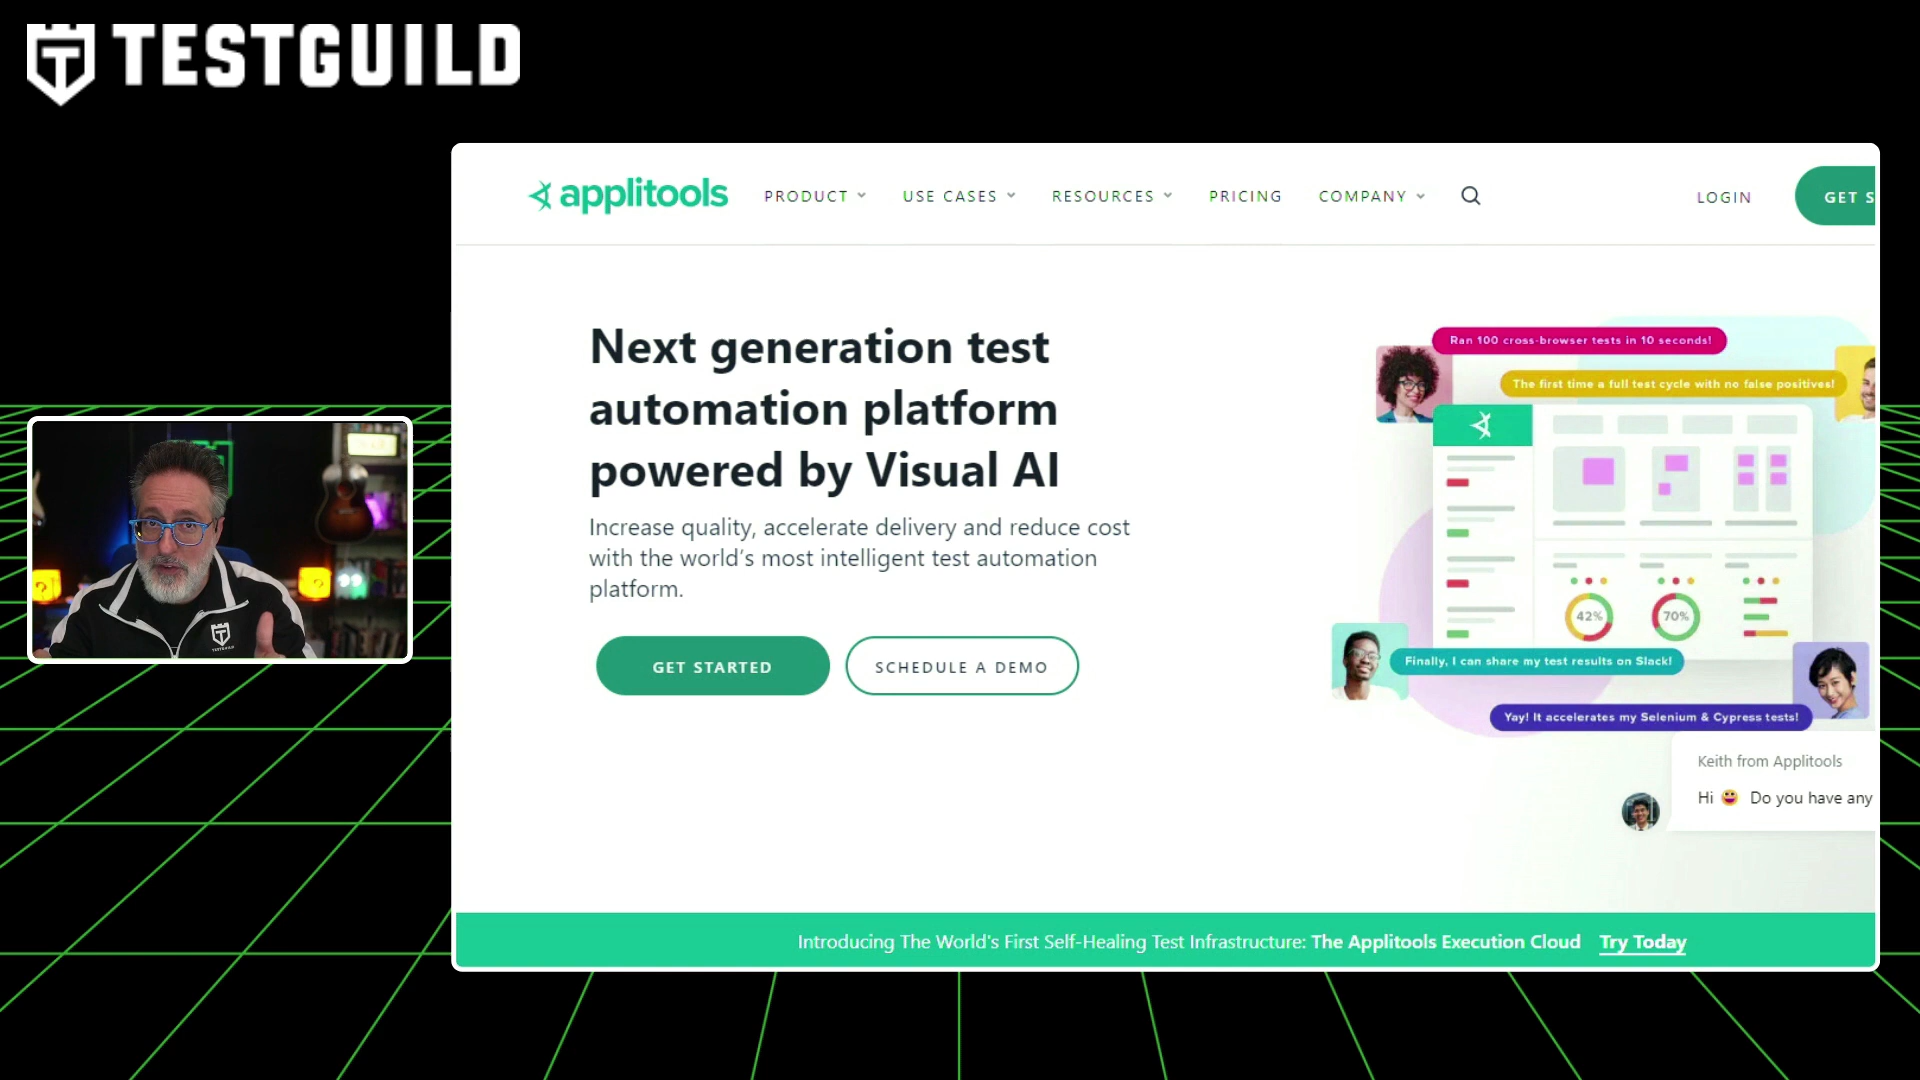 TESTGUILD
applitools
PRODUCT
USE CASES
RESOURCES
PRICING
COMPANY
LOGIN
GET S
Next generation test
automation platform
powered by Visual AI
Increase quality, accelerate delivery and reduce cost
with the world's most intelligent test automation
platform.
GET STARTED
SCHEDULE A DEMO
Ran 100 cross-browser tests in 10 seconds!
The first time a full test cycle with no false positives!
42%
70%
Finally, I can share my test results on Slack!
Yay! It accelerates my Selenium & Cypress tests!
Keith from Applitools
Hi 😀 Do you have any
TESTGUILD
Introducing The World's First Self-Healing Test Infrastructure: The Applitools Execution Cloud Try Today